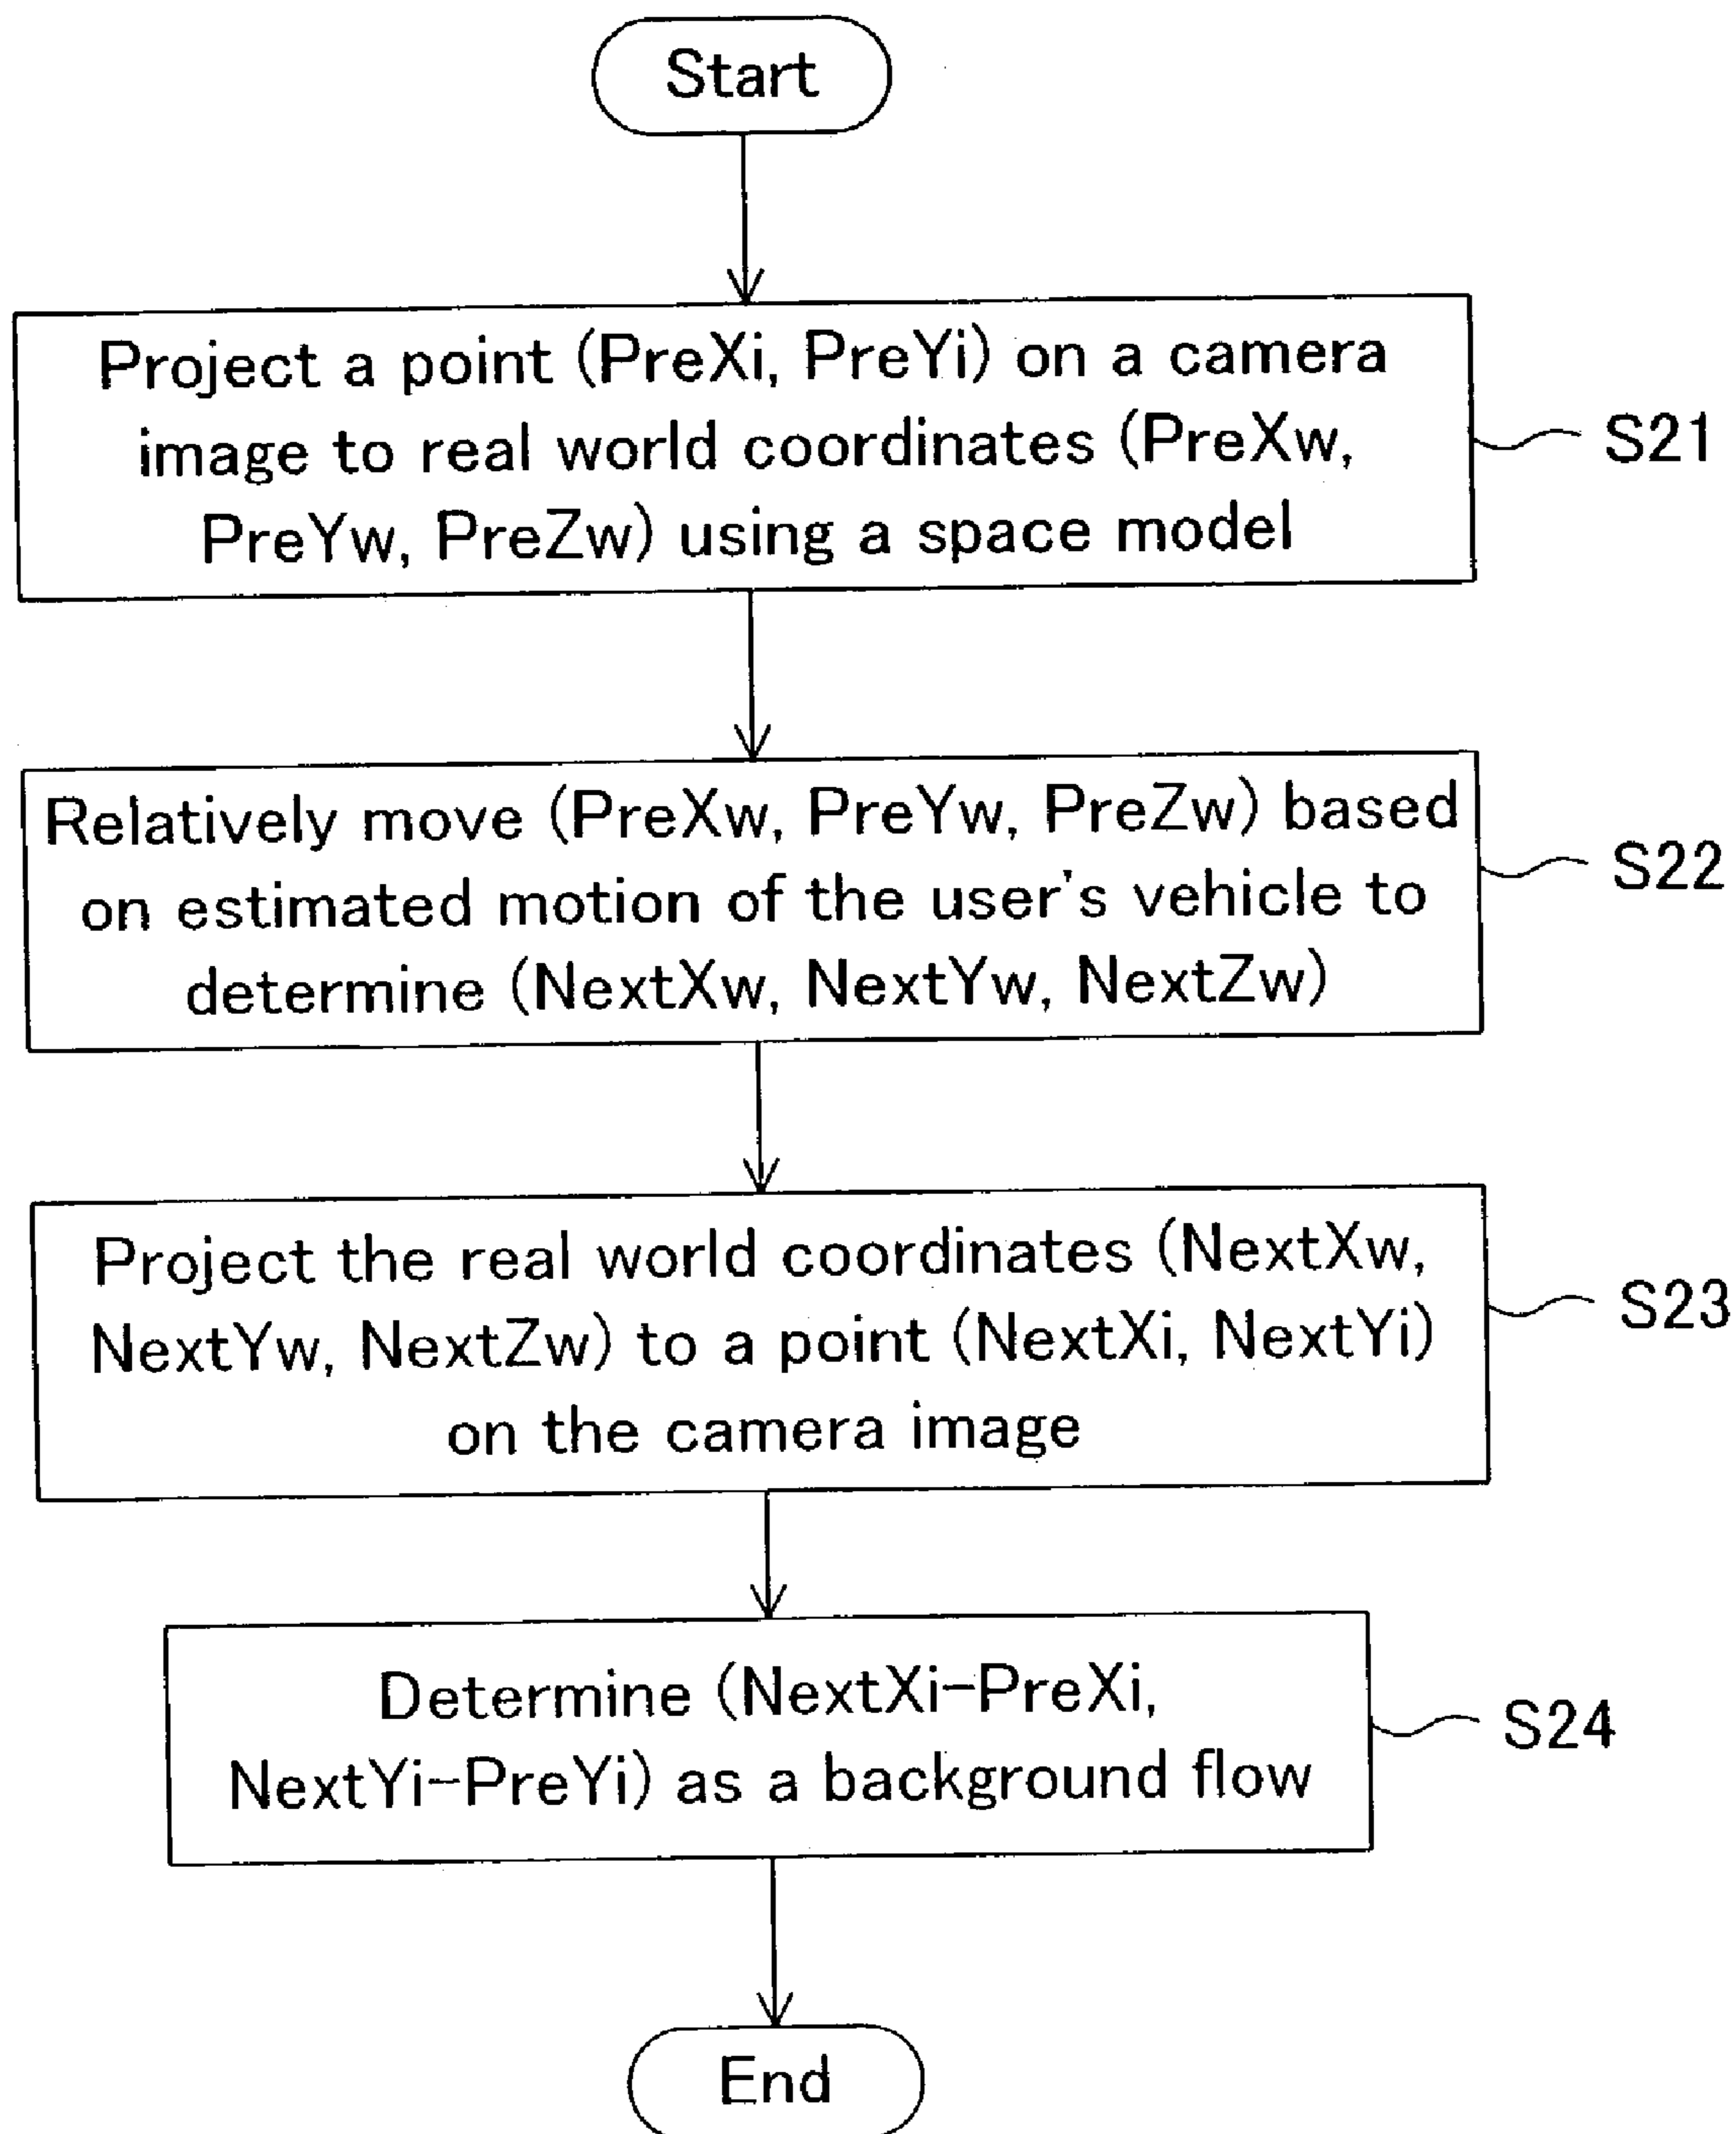 Start
Project a point (PreXi, PreYi) on a camera
image to real world coordinates (PreXw,
PreYw, PreZw) using a space model
S21
Relatively move (PreXw, PreYw, PreZw) based
on estimated motion of the user's vehicle to
determine (NextXw, NextYw, NextZw)
S22
Project the real world coordinates (NextXw,
NextYw, NextZw) to a point (NextXi, NextYi)
on the camera image
S23
Determine (NextXi-PreXi,
NextYi-PreYi) as a background flow
S24
End